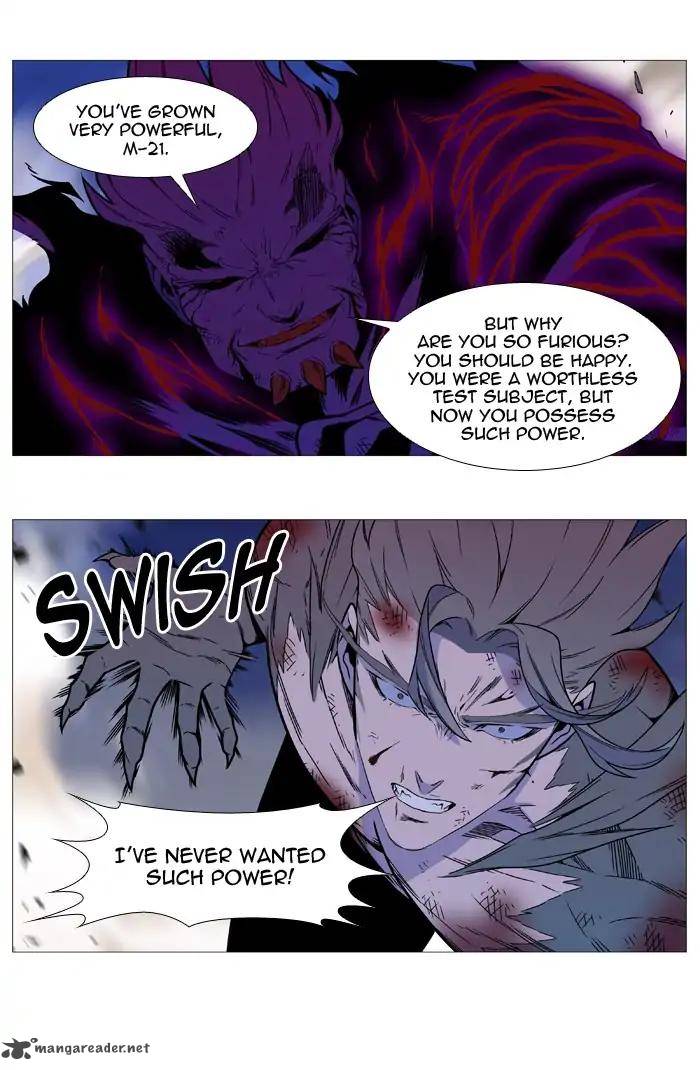 YOU'VE GROWN
VERY POWERFUL,
M-21.
BUT WHY
ARE YOU SO FURIOUS?
YOU SHOULD BE HAPPY.
YOU WERE A WORTHLESS
TEST SUBJECT, BUT
NOW YOU POSSESS
SUCH POWER.
SWISH
I'VE NEVER WANTED
SUCH POWER!
mangareader.net